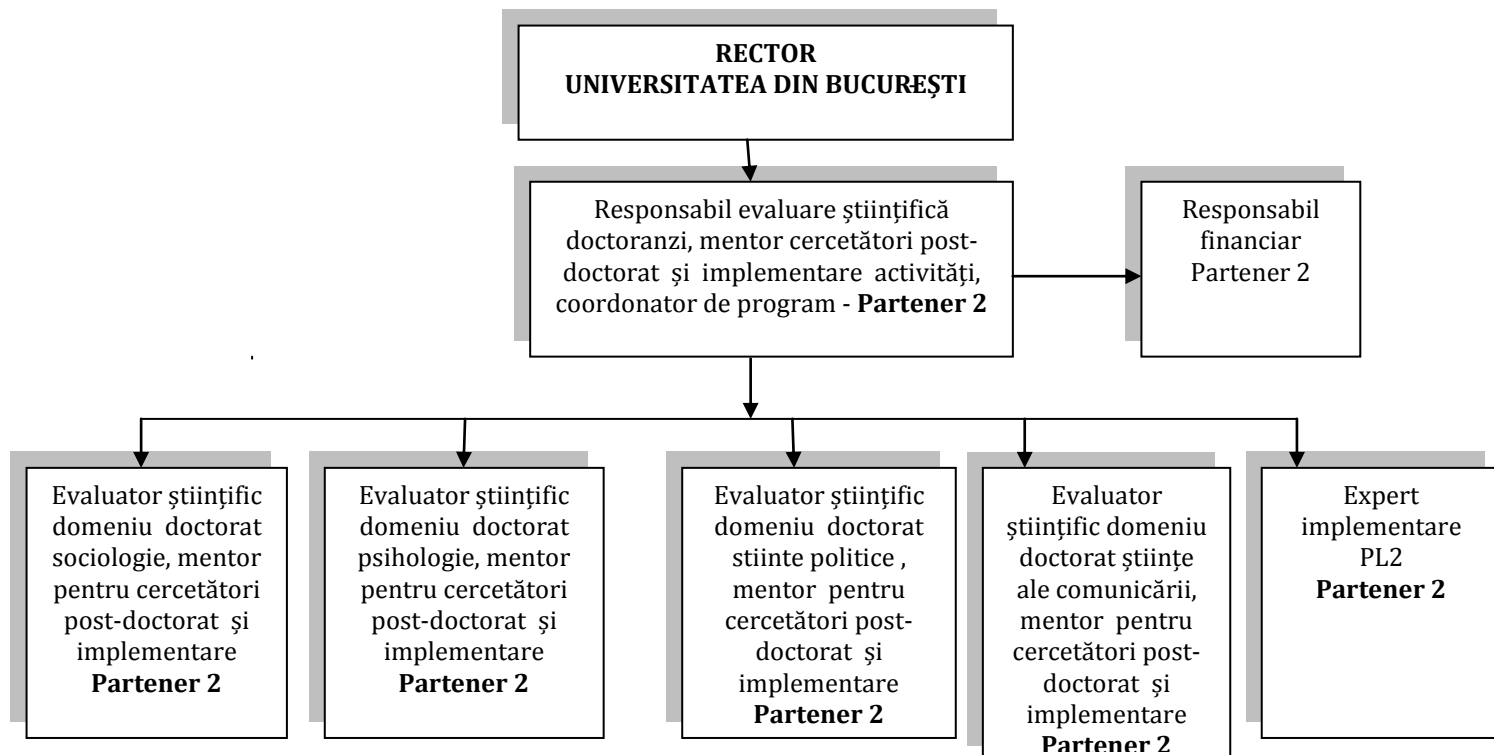 RECTOR
UNIVERSITATEA DIN BUCUREȘTI
Responsabil evaluare științifică
doctoranzi, mentor cercetători post-
doctorat și implementare activități,
coordonator de program - Partener 2
Responsabil
financiar
Partener 2
Evaluator științific
domeniu doctorat
sociologie, mentor
pentru cercetători
post-doctorat și
implementare
Partener 2
Evaluator științific
domeniu doctorat
psihologie, mentor
pentru cercetători
post-doctorat și
implementare
Partener 2
Evaluator științific
domeniu doctorat
stiinte politice ,
mentor pentru
cercetători post-
doctorat și
implementare
Partener 2
Evaluator
științific domeniu
doctorat științe
ale comunicării,
mentor pentru
cercetători post-
doctorat și
implementare
Partener 2
Expert
implementare
PL2
Partener 2